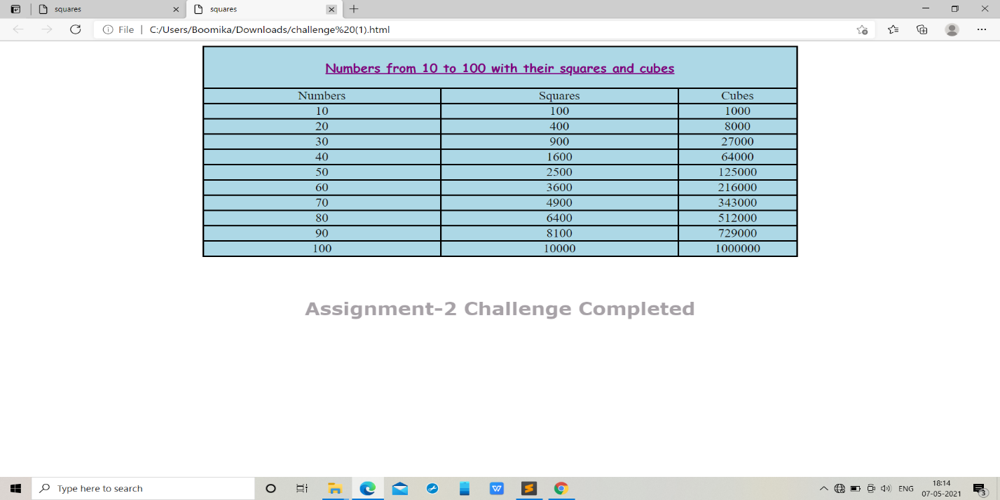 squares
squares
File | C:/Users/Boomika/Downloads/challenge%20(1).html
Numbers from 10 to 100 with their squares and cubes
Numbers Squares Cubes
10 100 1000
20 400 8000
30 900 27000
40 1600 64000
50 2500 125000
60 3600 216000
70 4900 343000
80 6400 512000
90 8100 729000
100 10000 1000000
Assignment-2 Challenge Completed
Type here to search
ENG
18:14
07-05-2021
3